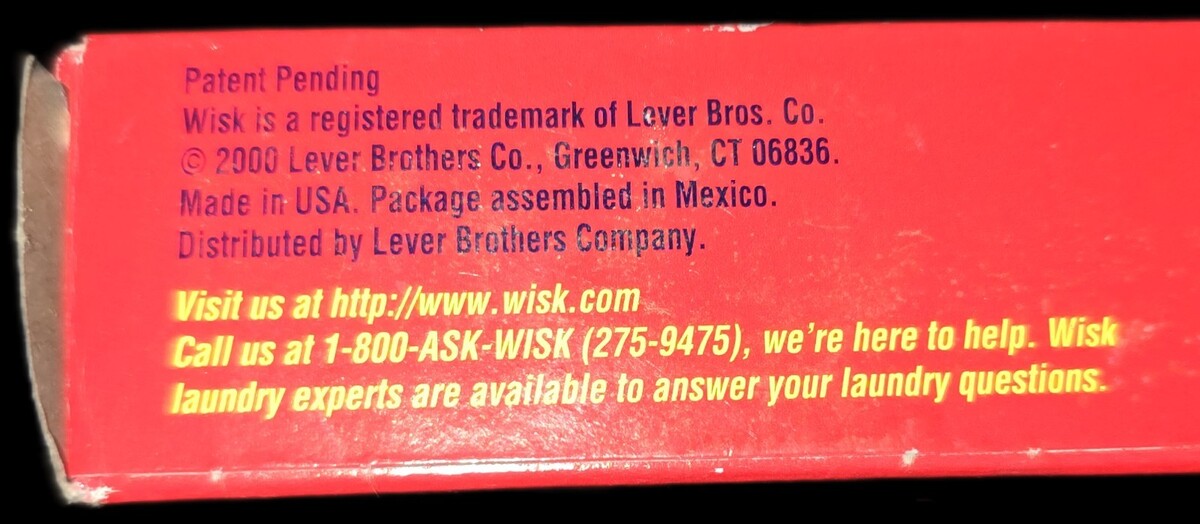 Patent Pending
Wisk is a registered trademark of Lever Bros. Co.
© 2000 Lever Brothers Co., Greenwich, CT 06836.
Made in USA. Package assembled in Mexico.
Distributed by Lever Brothers Company.
Visit us at http://www.wisk.com
Call us at 1-800-ASK-WISK (275-9475), we're here to help. Wisk
laundry experts are available to answer your laundry questions.